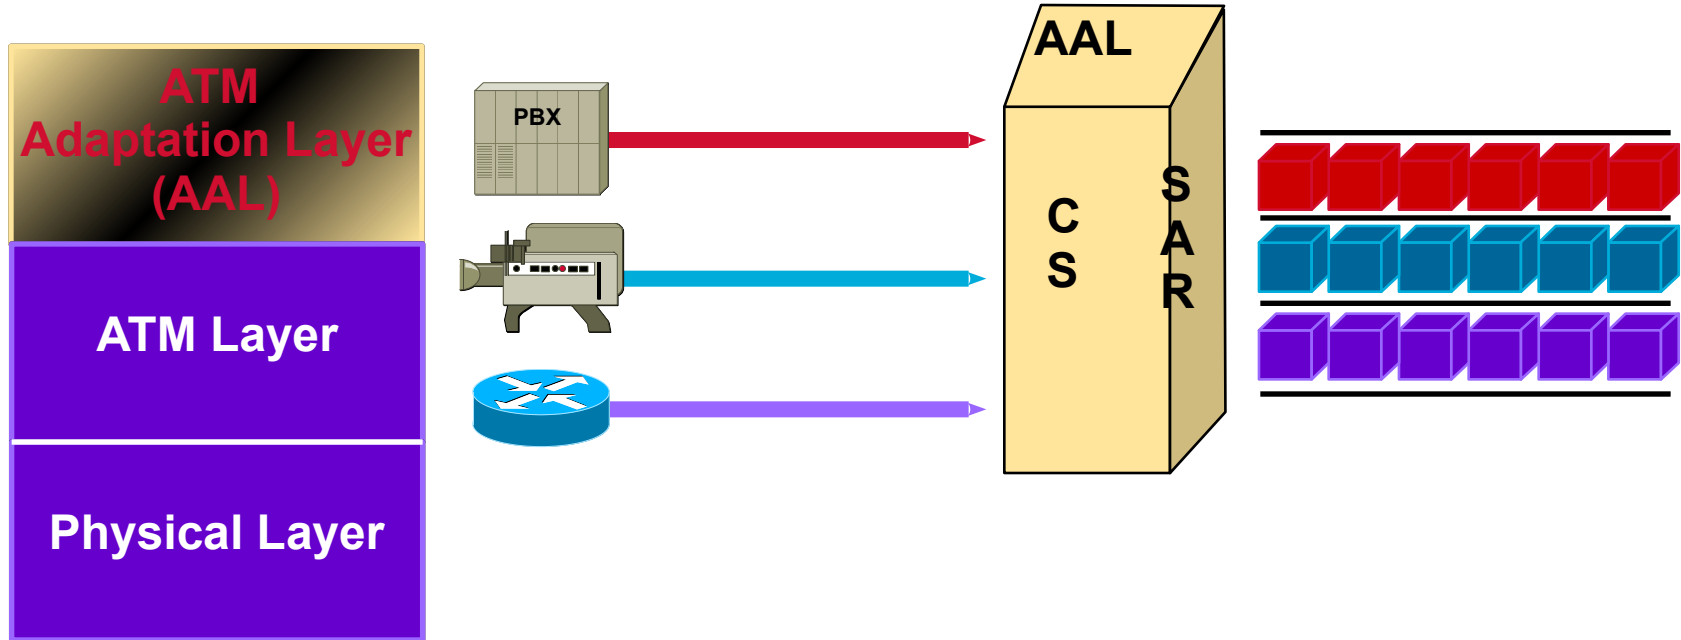 ATM
Adaptation Layer
(AAL)
ATM Layer
Physical Layer
PBX
AAL
C
S
S
A
R